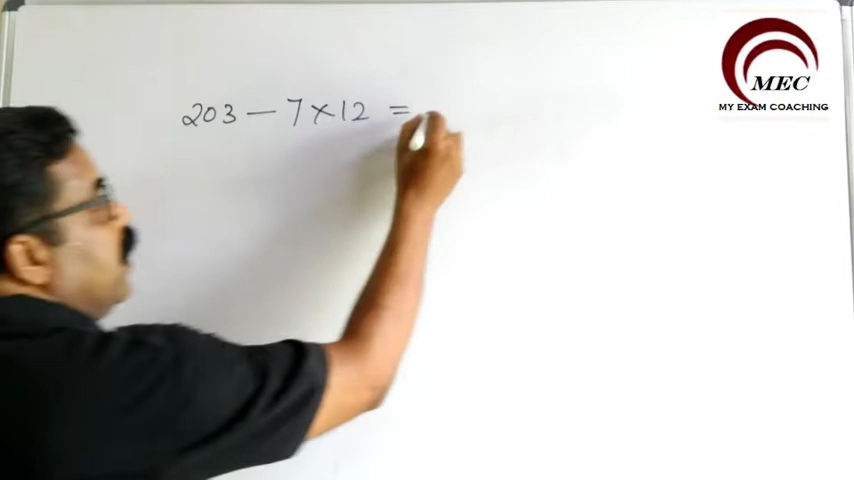 203 — 7 × 12 =
MEC
MY EXAM COACHING